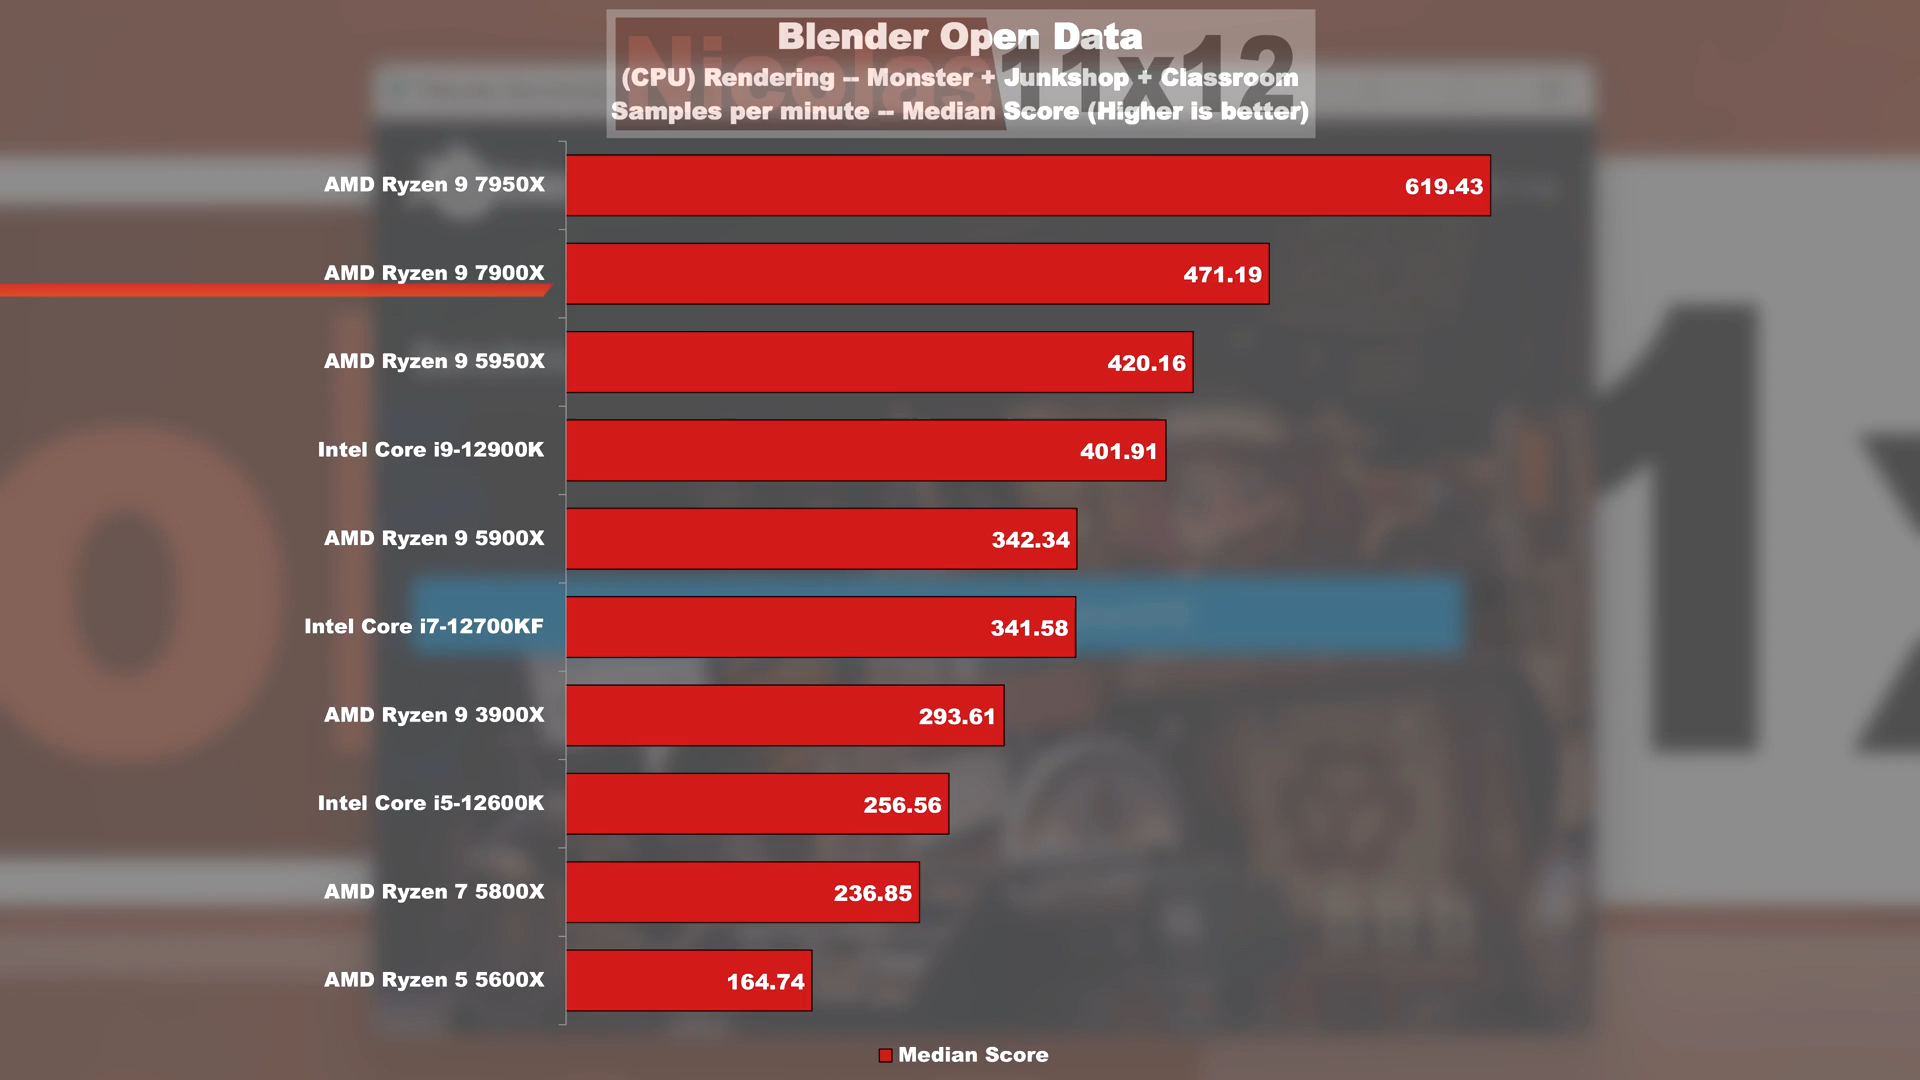 Blender Open Data
(CPU) Rendering -- Monster + Junkshop + Classroom
Samples per minute -- Median Score (Higher is better)
Nicolas11x12
AMD Ryzen 9 7950X 619.43
AMD Ryzen 9 7900X 471.19
AMD Ryzen 9 5950X 420.16
Intel Core i9-12900K 401.91
AMD Ryzen 9 5900X 342.34
Intel Core i7-12700KF 341.58
AMD Ryzen 9 3900X 293.61
Intel Core i5-12600K 256.56
AMD Ryzen 7 5800X 236.85
AMD Ryzen 5 5600X 164.74
Median Score